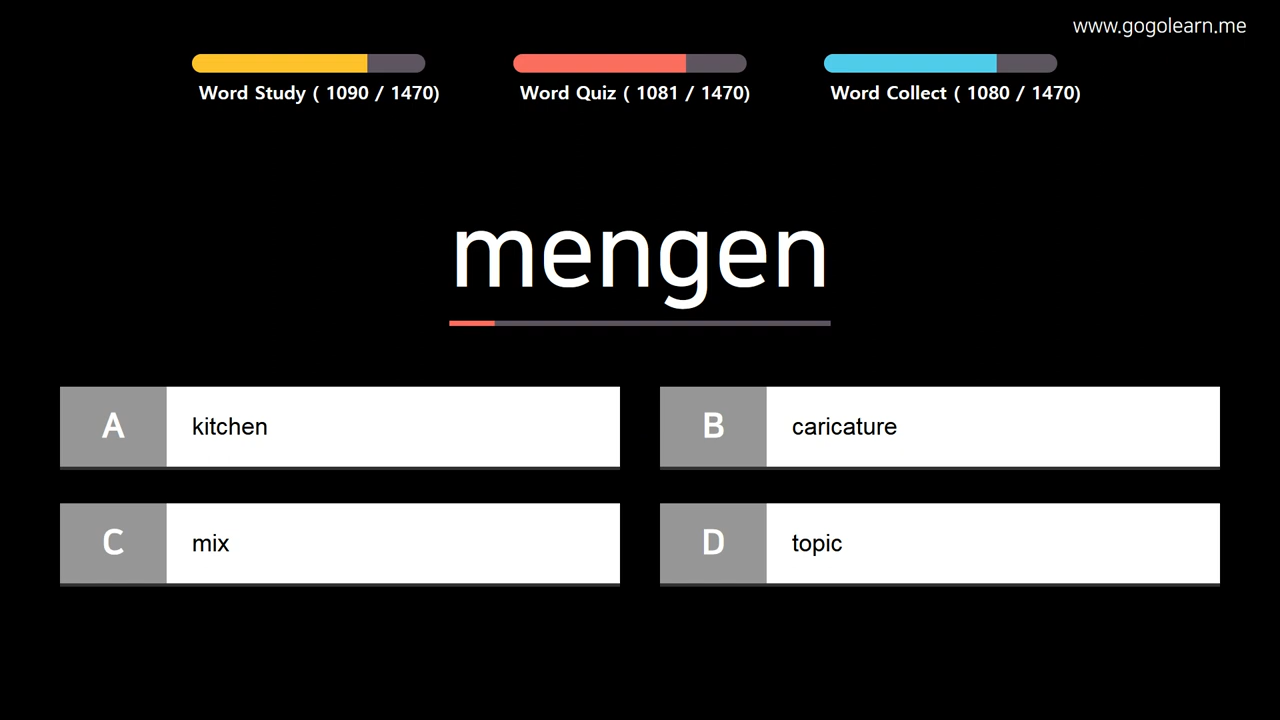 www.gogolearn.me
Word Study ( 1090 / 1470)
Word Quiz ( 1081 / 1470)
Word Collect ( 1080 / 1470)
mengen
A kitchen
B caricature
C mix
D topic